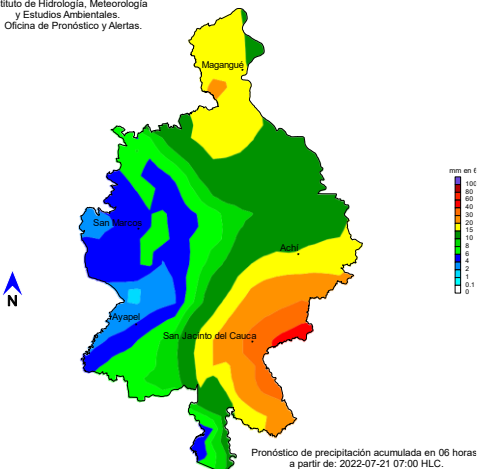 tituto de Hidrología, Meteorología
y Estudios Ambientales.
Oficina de Pronóstico y Alertas.
Magangué
mm en 6
100
80
60
40
30
20
15
10
8
6
4
2
1
0.1
0
San Marcos
Achí
N
Ayapel
San Jacinto del Cauca
Pronóstico de precipitación acumulada en 06 horas
a partir de: 2022-07-21 07:00 HLC.